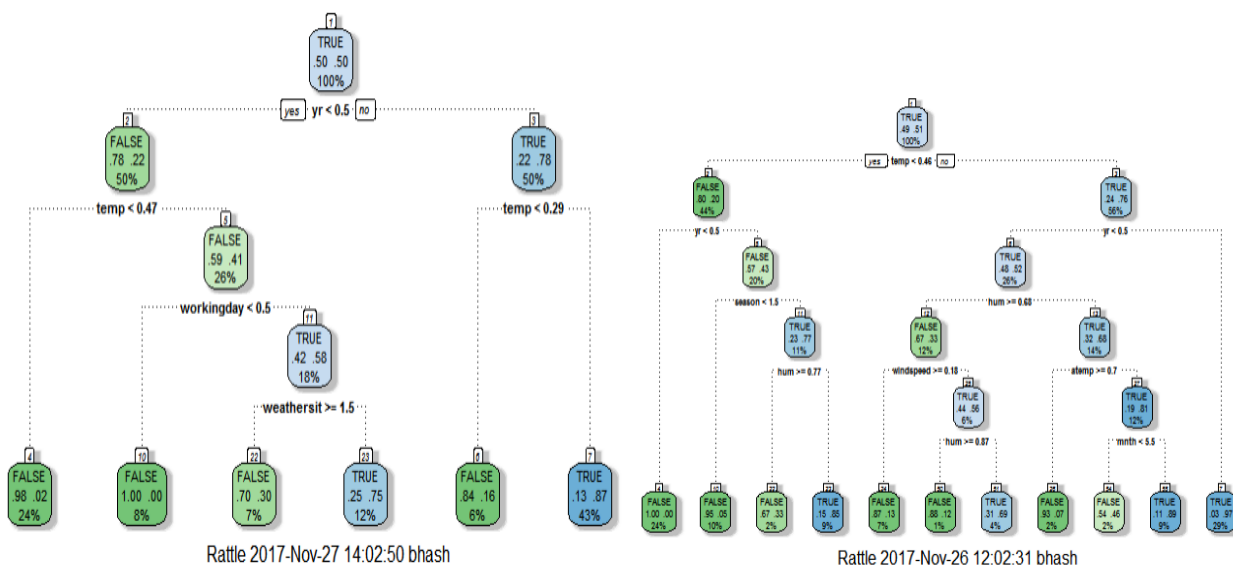 1
TRUE
.50 .50
100%
yes yr < 0.5 no
2
FALSE
.78 .22
50%
3
TRUE
.22 .78
50%
temp < 0.47
temp < 0.29
5
FALSE
.59 .41
26%
workingday < 0.5
11
TRUE
.42 .58
18%
weathersit >= 1.5
4
FALSE
.98 .02
24%
10
FALSE
1.00 .00
8%
22
FALSE
.70 .30
7%
23
TRUE
.25 .75
12%
6
FALSE
.84 .16
6%
7
TRUE
.13 .87
43%
Rattle 2017-Nov-27 14:02:50 bhash
TRUE
.49 .51
100%
yes temp < 0.46 no
FALSE
.80 .20
44%
TRUE
.24 .76
56%
yr < 0.5
yr < 0.5
FALSE
.57 .43
20%
TRUE
.48 .52
26%
season < 1.5
hum >= 0.68
TRUE
.23 .77
11%
FALSE
.67 .33
12%
TRUE
.32 .68
14%
hum >= 0.77
windspeed >= 0.18
atemp >= 0.7
TRUE
.44 .56
6%
TRUE
.19 .81
12%
hum >= 0.87
mnth < 5.5
FALSE
1.00 .00
24%
FALSE
.95 .05
10%
FALSE
.67 .33
2%
TRUE
.15 .85
9%
FALSE
.87 .13
7%
FALSE
.88 .12
1%
TRUE
.31 .69
4%
FALSE
.93 .07
2%
FALSE
.54 .46
2%
TRUE
.11 .89
9%
TRUE
.03 .97
29%
Rattle 2017-Nov-26 12:02:31 bhash